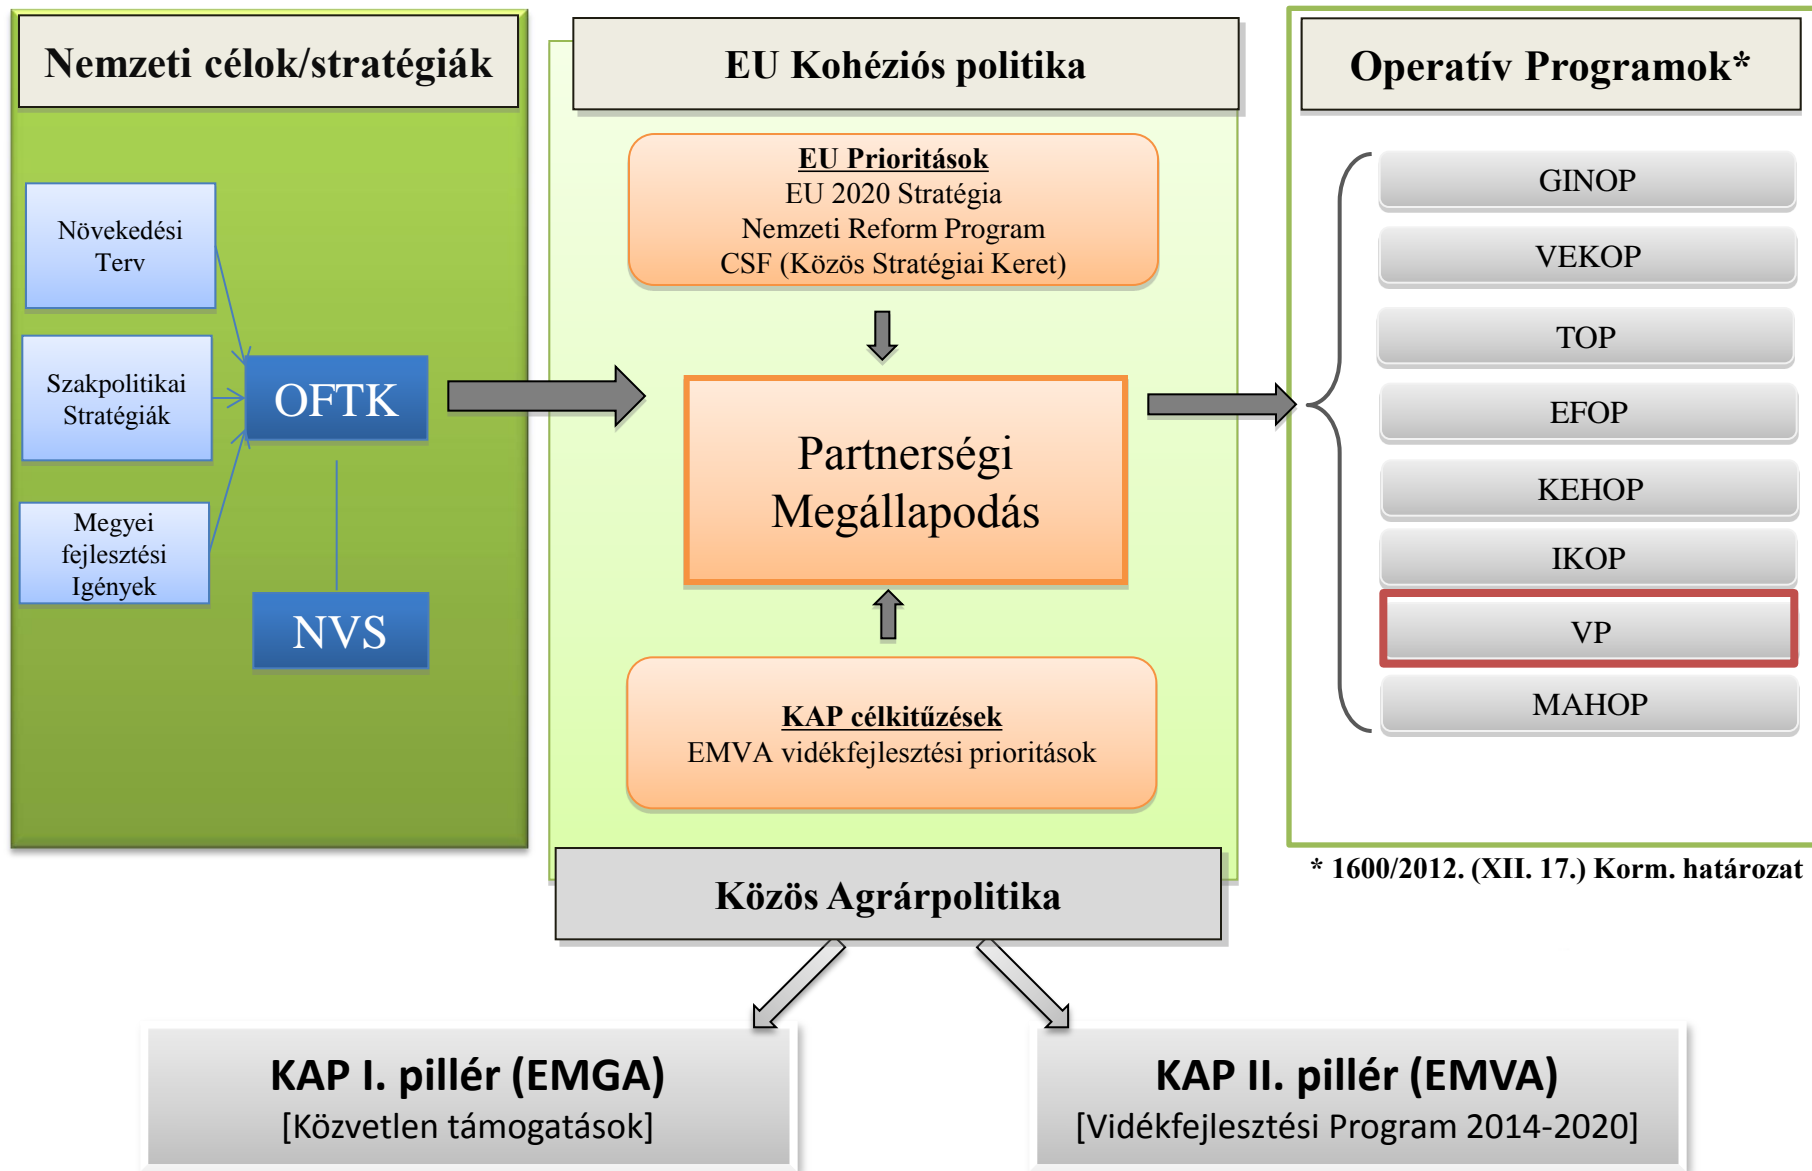 Nemzeti célok/stratégiák
Növekedési
Terv
Szakpolitikai
Stratégiák
Megyei
fejlesztési
Igények
OFTK
NVS
EU Kohéziós politika
EU Prioritások
EU 2020 Stratégia
Nemzeti Reform Program
CSF (Közös Stratégiai Keret)
Partnerségi
Megállapodás
KAP célkitűzések
EMVA vidékfejlesztési prioritások
Közös Agrárpolitika
Operatív Programok*
GINOP
VEKOP
TOP
EFOP
KEHOP
IKOP
VP
MAHOP
* 1600/2012. (XII. 17.) Korm. határozat
KAP I. pillér (EMGA)
[Közvetlen támogatások]
KAP II. pillér (EMVA)
[Vidékfejlesztési Program 2014-2020]